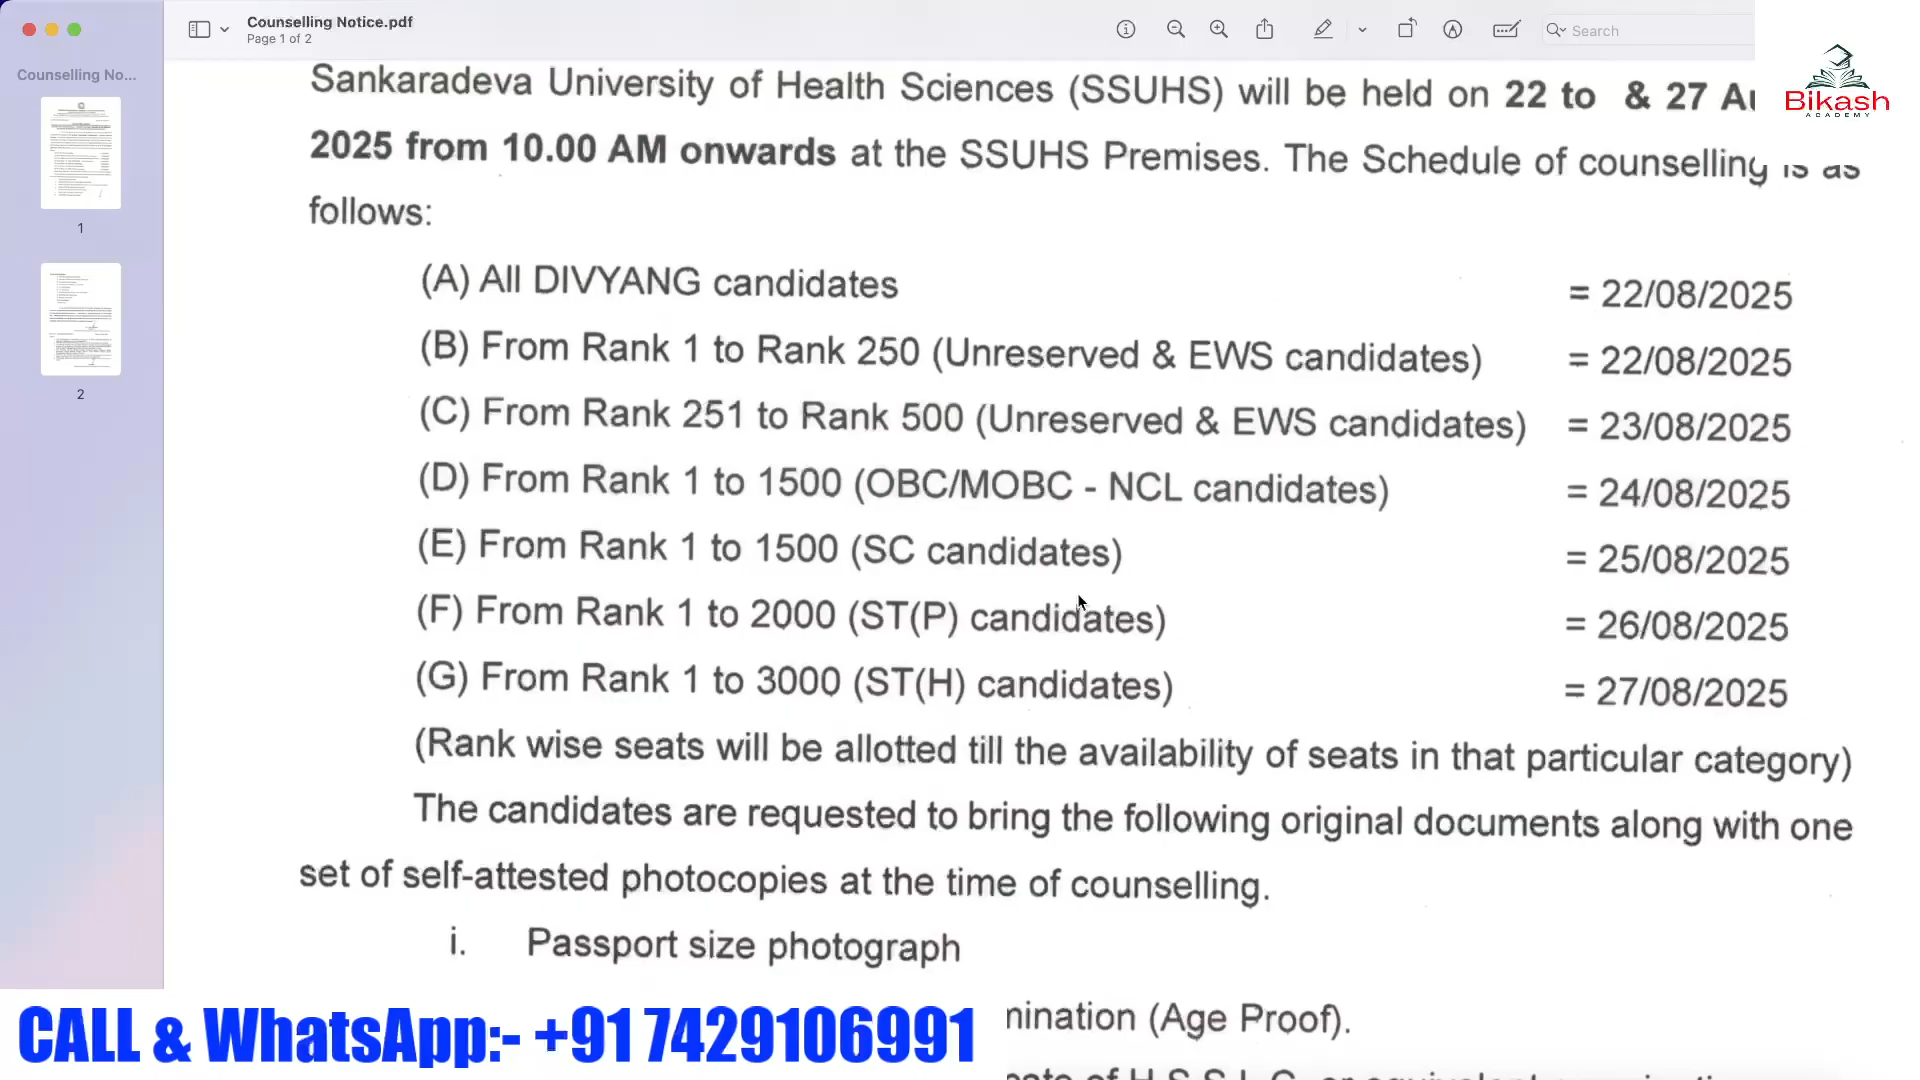 Counselling Notice.pdf
Page 1 of 2
Search
Counselling No...
1
2
Bikash
ACADEMY
Sankaradeva University of Health Sciences (SSUHS) will be held on 22 to & 27
2025 from 10.00 AM onwards at the SSUHS Premises. The Schedule of counselling is as
follows:
(A) All DIVYANG candidates = 22/08/2025
(B) From Rank 1 to Rank 250 (Unreserved & EWS candidates) = 22/08/2025
(C) From Rank 251 to Rank 500 (Unreserved & EWS candidates) = 23/08/2025
(D) From Rank 1 to 1500 (OBC/MOBC - NCL candidates) = 24/08/2025
(E) From Rank 1 to 1500 (SC candidates) = 25/08/2025
(F) From Rank 1 to 2000 (ST(P) candidates) = 26/08/2025
(G) From Rank 1 to 3000 (ST(H) candidates) = 27/08/2025
(Rank wise seats will be allotted till the availability of seats in that particular category)
The candidates are requested to bring the following original documents along with one
set of self-attested photocopies at the time of counselling.
i. Passport size photograph
mination (Age Proof).
CALL & WhatsApp:- +91 7429106991